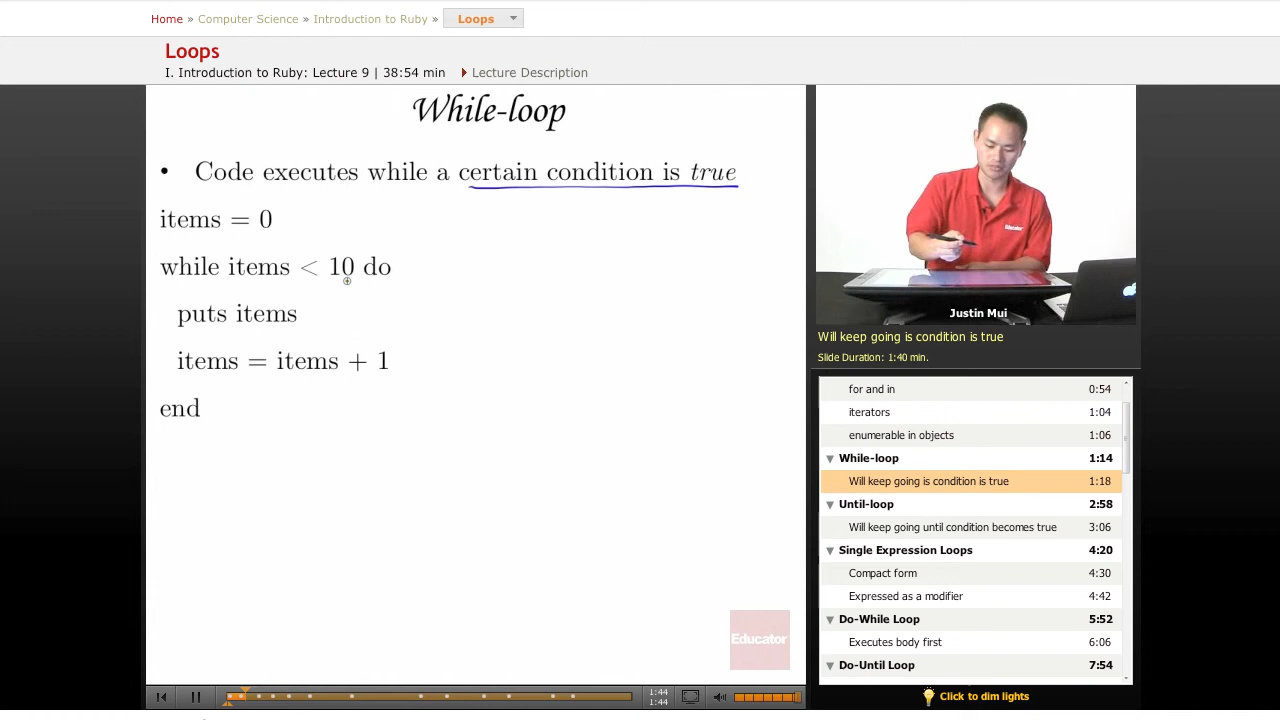 Home » Computer Science » Introduction to Ruby » Loops
Loops
I. Introduction to Ruby: Lecture 9 | 38:54 min Lecture Description
While-loop
• Code executes while a certain condition is true
items = 0
while items < 10 do
puts items
items = items + 1
end
Educator
Educator
Justin Mui
Will keep going is condition is true
Slide Duration: 1:40 min.
for and in 0:54
iterators 1:04
enumerable in objects 1:06
While-loop 1:14
Will keep going is condition is true 1:18
Until-loop 2:58
Will keep going until condition becomes true 3:06
Single Expression Loops 4:20
Compact form 4:30
Expressed as a modifier 4:42
Do-While Loop 5:52
Executes body first 6:06
Do-Until Loop 7:54
1:44
1:44
Click to dim lights